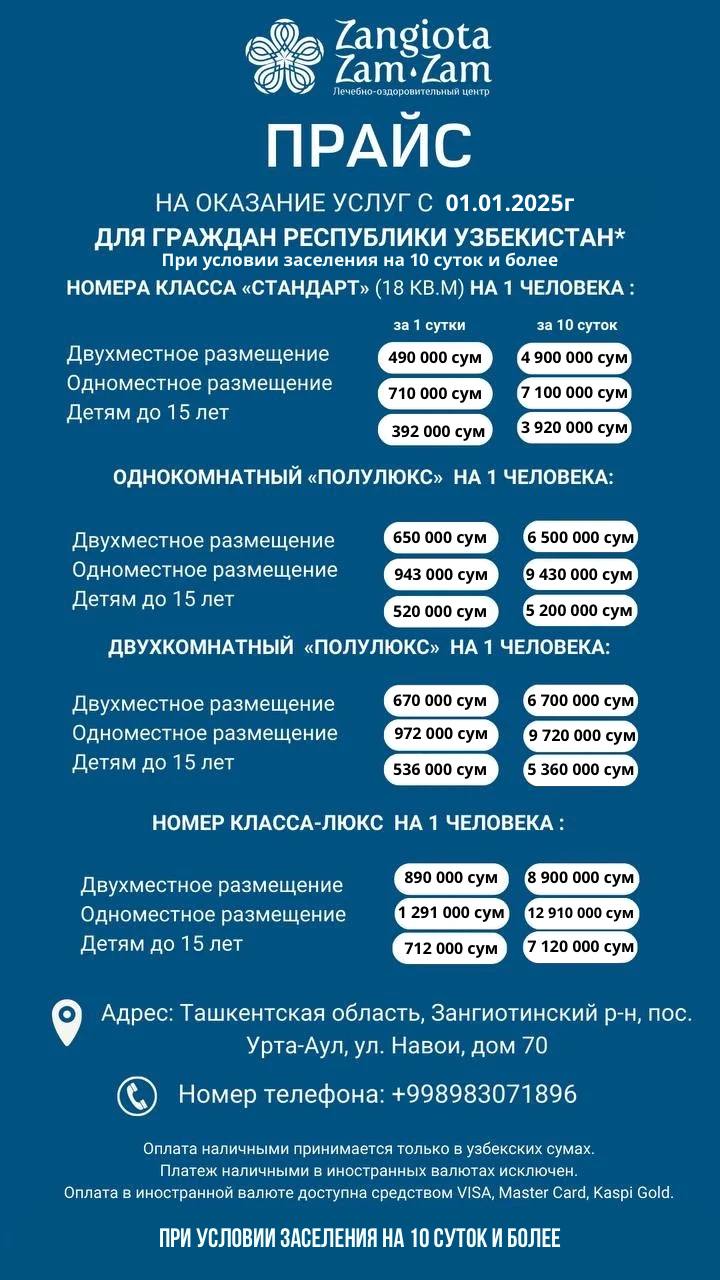 Zangiota
Zam·Zam
Лечебно-оздоровительный центр
ПРАЙС
НА ОКАЗАНИЕ УСЛУГ С 01.01.2025г
ДЛЯ ГРАЖДАН РЕСПУБЛИКИ УЗБЕКИСТАН*
При условии заселения на 10 суток и более
НОМЕРА КЛАССА «СТАНДАРТ» (18 КВ.М) НА 1 ЧЕЛОВЕКА :
за 1 сутки за 10 суток
Двухместное размещение 490 000 сум 4 900 000 сум
Одноместное размещение 710 000 сум 7 100 000 сум
Детям до 15 лет 392 000 сум 3 920 000 сум
ОДНОКОМНАТНЫЙ «ПОЛУЛЮКС» НА 1 ЧЕЛОВЕКА:
Двухместное размещение 650 000 сум 6 500 000 сум
Одноместное размещение 943 000 сум 9 430 000 сум
Детям до 15 лет 520 000 сум 5 200 000 сум
ДВУХКОМНАТНЫЙ «ПОЛУЛЮКС» НА 1 ЧЕЛОВЕКА:
Двухместное размещение 670 000 сум 6 700 000 сум
Одноместное размещение 972 000 сум 9 720 000 сум
Детям до 15 лет 536 000 сум 5 360 000 сум
НОМЕР КЛАССА-ЛЮКС НА 1 ЧЕЛОВЕКА :
Двухместное размещение 890 000 сум 8 900 000 сум
Одноместное размещение 1 291 000 сум 12 910 000 сум
Детям до 15 лет 712 000 сум 7 120 000 сум
Адрес: Ташкентская область, Зангиотинский р-н, пос.
Урта-Аул, ул. Навои, дом 70
Номер телефона: +998983071896
Оплата наличными принимается только в узбекских сумах.
Платеж наличными в иностранных валютах исключен.
Оплата в иностранной валюте доступна средством VISA, Master Card, Kaspi Gold.
ПРИ УСЛОВИИ ЗАСЕЛЕНИЯ НА 10 СУТОК И БОЛЕЕ